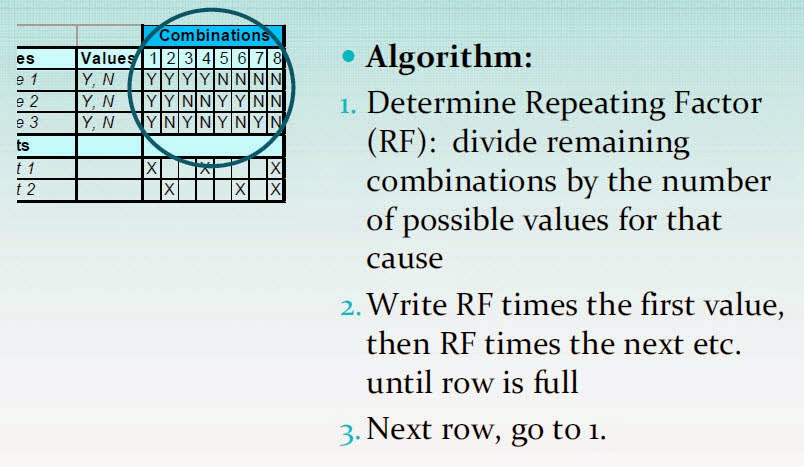 Combinations
es Values 1 2 3 4 5 6 7 8
e 1 Y, N Y Y Y Y N N N N
e 2 Y, N Y Y N N Y Y N N
e 3 Y, N Y N Y N Y N Y N
ts
t 1 X X X
t 2 X X X
• Algorithm:
1. Determine Repeating Factor
(RF): divide remaining
combinations by the number
of possible values for that
cause
2. Write RF times the first value,
then RF times the next etc.
until row is full
3. Next row, go to 1.